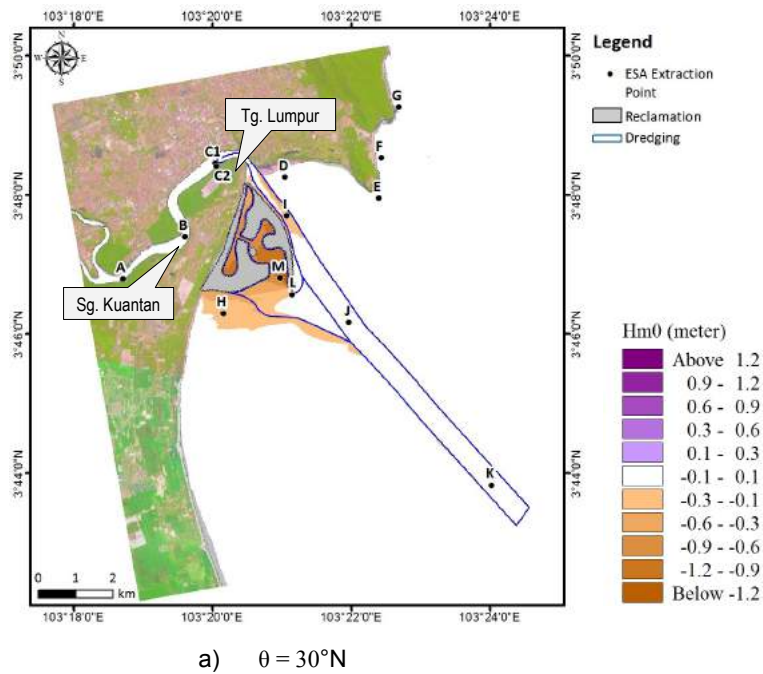 103°18'0"E 103°20'0"E 103°22'0"E 103°24'0"E
3°50'0"N 3°50'0"N
N
W E
S
Legend
ESA Extraction
Point
Reclamation
Dredging
Tg. Lumpur
G
F
C1
C2
D
E
3°48'0"N 3°48'0"N
I
B
A
M
L
Sg. Kuantan
H
J
3°46'0"N 3°46'0"N
Hm0 (meter)
Above 1.2
0.9 - 1.2
0.6 - 0.9
0.3 - 0.6
0.1 - 0.3
-0.1 - 0.1
-0.3 - -0.1
-0.6 - -0.3
-0.9 - -0.6
-1.2 - -0.9
Below -1.2
K
3°44'0"N 3°44'0"N
0 1 2
km
103°18'0"E 103°20'0"E 103°22'0"E 103°24'0"E
a) θ = 30°N